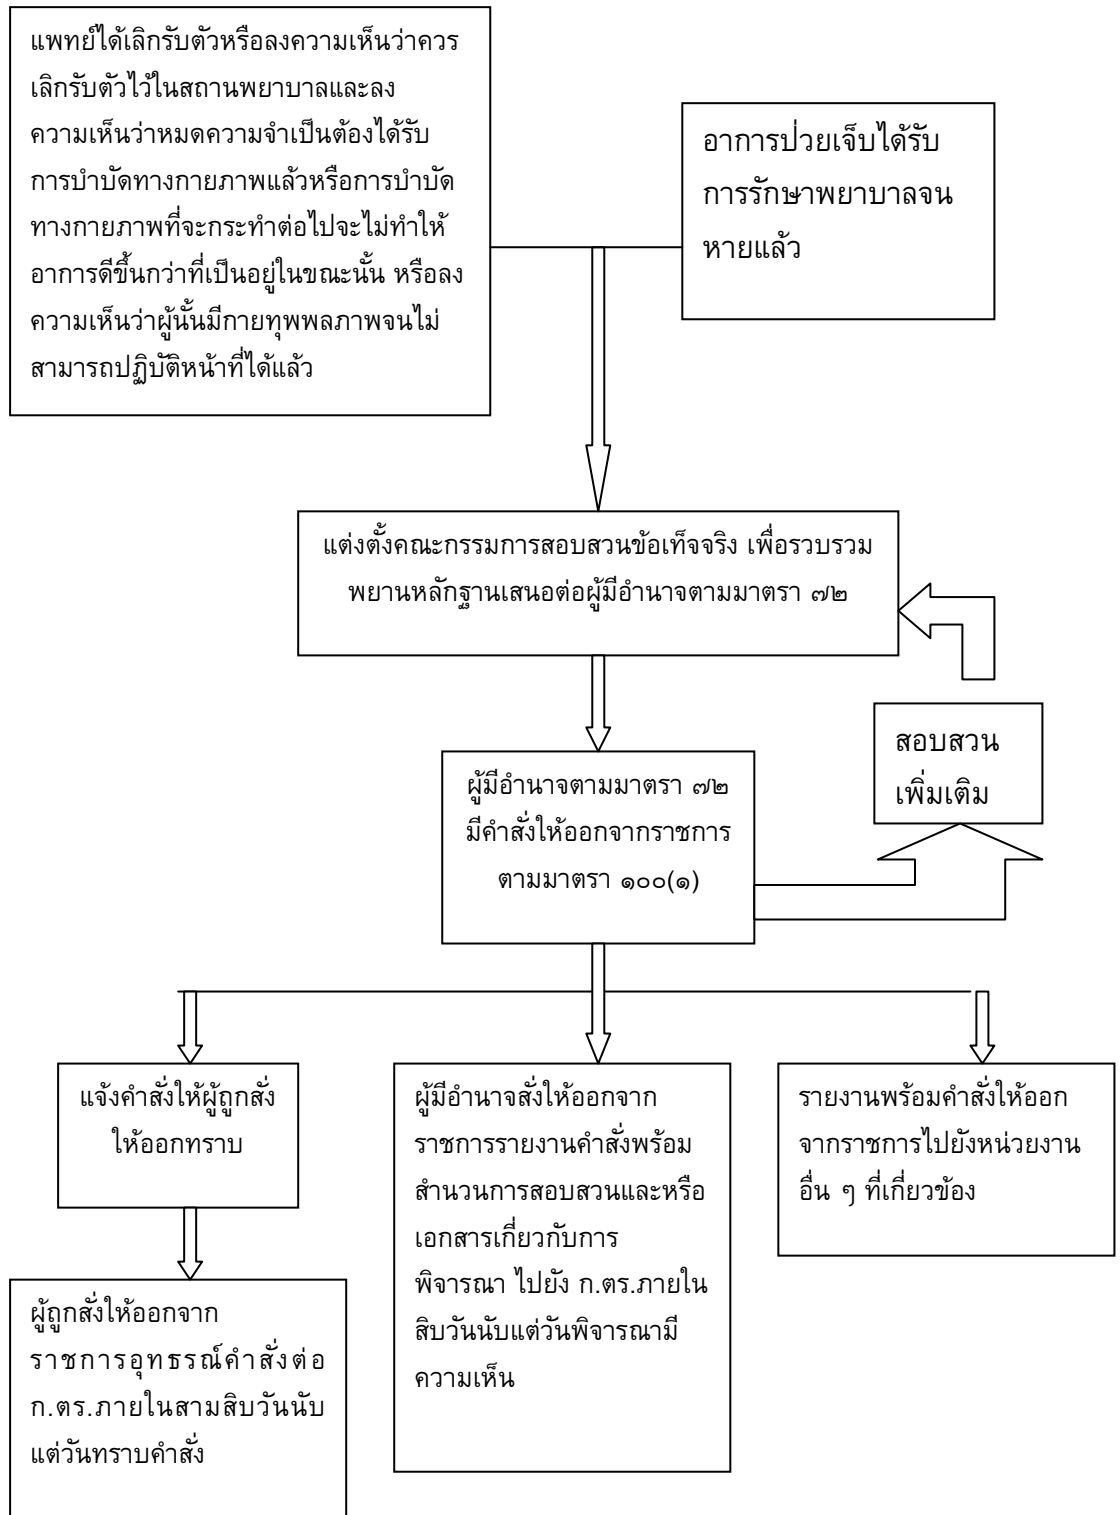 แพทย์ได้เลิกรับตัวหรือลงความเห็นว่าควร
เลิกรับตัวไว้ในสถานพยาบาลและลง
ความเห็นว่าหมดความจำเป็นต้องได้รับ
การบำบัดทางกายภาพแล้วหรือการบำบัด
ทางกายภาพที่จะกระทำต่อไปจะไม่ทำให้
อาการดีขึ้นกว่าที่เป็นอยู่ในขณะนั้น หรือลง
ความเห็นว่าผู้นั้นมีกายทุพพลภาพจนไม่
สามารถปฏิบัติหน้าที่ได้แล้ว
อาการป่วยเจ็บได้รับ
การรักษาพยาบาลจน
หายแล้ว
แต่งตั้งคณะกรรมการสอบสวนข้อเท็จจริง เพื่อรวบรวม
พยานหลักฐานเสนอต่อผู้มีอำนาจตามมาตรา ๗๒
สอบสวน
เพิ่มเติม
ผู้มีอำนาจตามมาตรา ๗๒
มีคำสั่งให้ออกจากราชการ
ตามมาตรา ๑๐๐(๑)
แจ้งคำสั่งให้ผู้ถูกสั่ง
ให้ออกทราบ
ผู้ถูกสั่งให้ออกจาก
ราชการอุทธรณ์คำสั่งต่อ
ก.ตร.ภายในสามสิบวันนับ
แต่วันทราบคำสั่ง
ผู้มีอำนาจสั่งให้ออกจาก
ราชการรายงานคำสั่งพร้อม
สำนวนการสอบสวนและหรือ
เอกสารเกี่ยวกับการ
พิจารณา ไปยัง ก.ตร.ภายใน
สิบวันนับแต่วันพิจารณามี
ความเห็น
รายงานพร้อมคำสั่งให้ออก
จากราชการไปยังหน่วยงาน
อื่น ๆ ที่เกี่ยวข้อง